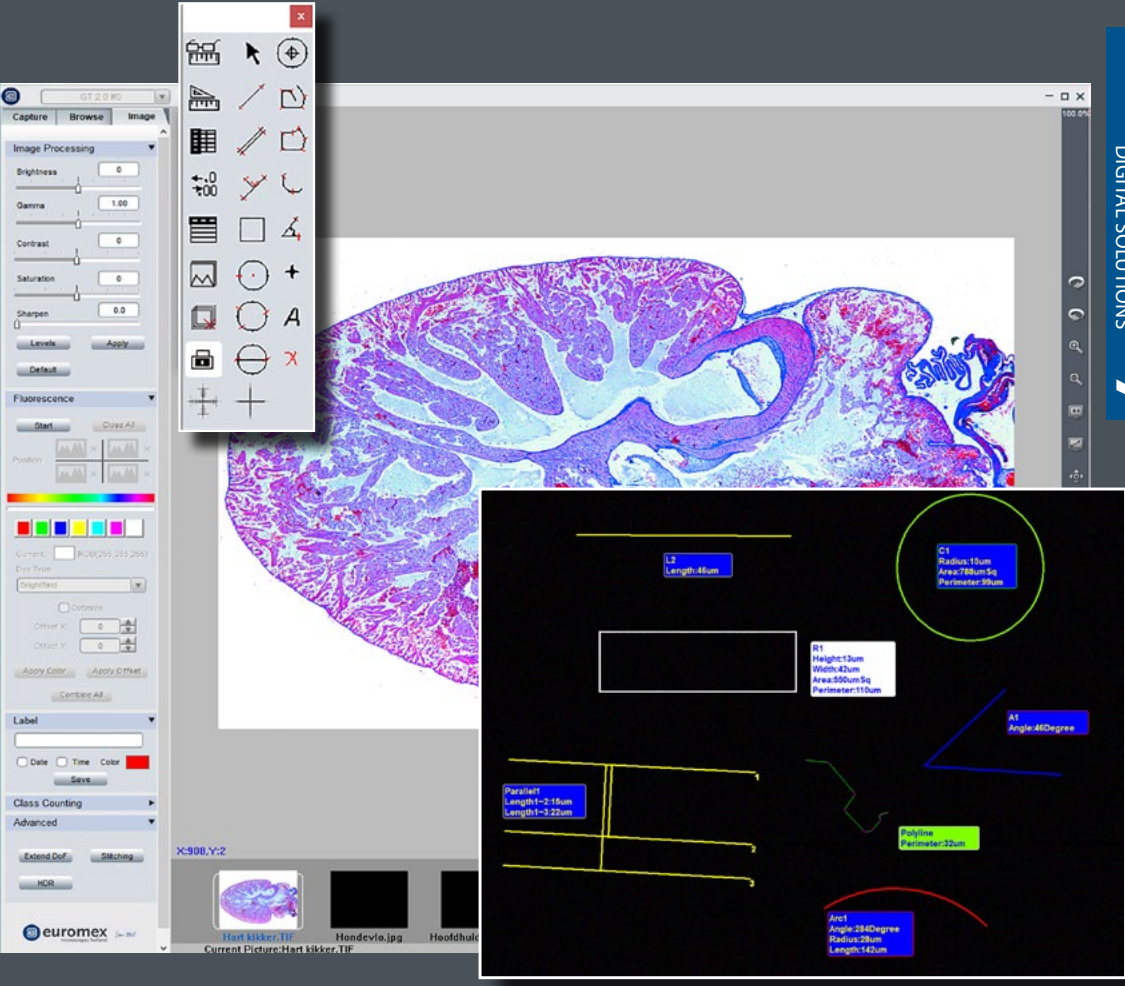 x
GT 2.0 #0
Capture Browse Image
Image Processing
Brightness 0
Gamma 1.00
Contrast 0
Saturation 0
Sharpen 0.0
Levels Apply
Default
Fluorescence
Start Close All
Position
Current: RGB(255,255,255)
Dye Type
Brightfield
Optimize
Offset X: 0
Offset Y: 0
Apply Color Apply Offset
Combine All
Label
Date Time Color
Save
Class Counting
Advanced
Extend DoF Stitching
HDR
euromex
microscopes holland
A
100.0%
DIGITAL SOLUTIONS
X:908,Y:2
Hart kikker.TIF
Hondevlo.jpg
Hoofdhuid
Current Picture:Hart kikker.TIF
L2
Length:46um
C1
Radius:15um
Area:788umSq
Perimeter:99um
R1
Height:13um
Width:42um
Area:550umSq
Perimeter:110um
A1
Angle:46Degree
Parallel1
Length1~2:15um
Length1~3:22um
1
2
3
Polyline
Perimeter:32um
Arc1
Angle:284Degree
Radius:28um
Length:142um